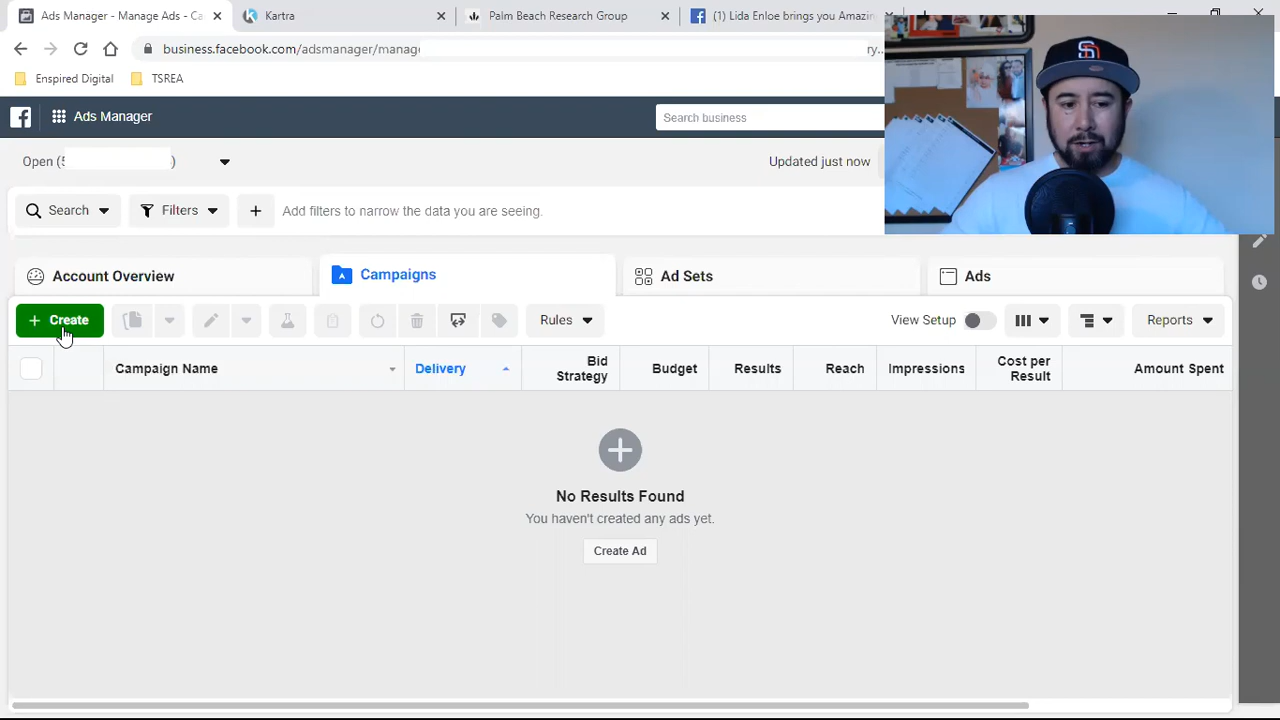 Ads Manager - Manage Ads - Ca
Kartra
Palm Beach Research Group
(1) Lida Enloe brings you Amazin
business.facebook.com/adsmanager/manag
ry...
Enspired Digital
TSREA
Ads Manager
Search business
Open (5 )
Updated just now
Search
Filters
Add filters to narrow the data you are seeing.
Account Overview
Campaigns
Ad Sets
Ads
+ Create
Rules
View Setup
Reports
Campaign Name
Delivery
Bid Strategy
Budget
Results
Reach
Impressions
Cost per Result
Amount Spent
No Results Found
You haven't created any ads yet.
Create Ad
SD